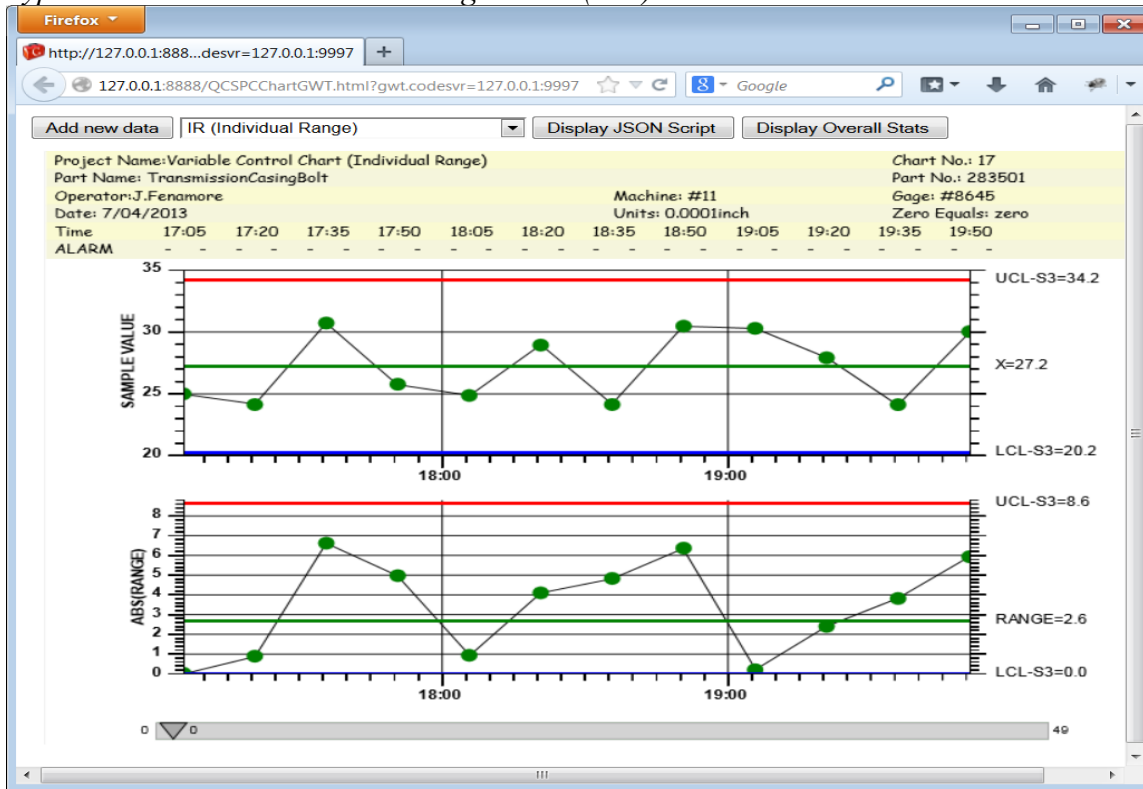 Firefox
http://127.0.0.1:888...desvr=127.0.0.1:9997
127.0.0.1:8888/QCSPCChartGWT.html?gwt.codesvr=127.0.0.1:9997 8 Google
Add new data IR (Individual Range) Display JSON Script Display Overall Stats
Project Name:Variable Control Chart (Individual Range) Chart No.: 17
Part Name: TransmissionCasingBolt Part No.: 283501
Operator:J.Fenamore Machine: #11 Gage: #8645
Date: 7/04/2013 Units: 0.0001inch Zero Equals: zero
Time 17:05 17:20 17:35 17:50 18:05 18:20 18:35 18:50 19:05 19:20 19:35 19:50
ALARM - - - - - - - - - - - - - - - - - - - - - - - -
35 UCL-S3=34.2
30
SAMPLE VALUE
X=27.2
25
20 LCL-S3=20.2
18:00 19:00
UCL-S3=8.6
8
7
6
5
ABS(RANGE)
4
3 RANGE=2.6
2
1
0 LCL-S3=0.0
18:00 19:00
0 0 49